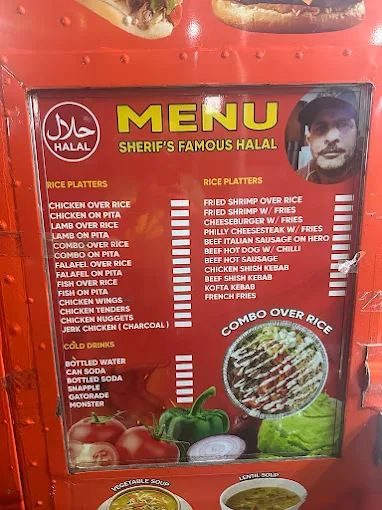 حلال
HALAL
MENU
SHERIF'S FAMOUS HALAL
RICE PLATTERS
CHICKEN OVER RICE
CHICKEN ON PITA
LAMB OVER RICE
LAMB ON PITA
COMBO OVER RICE
COMBO ON PITA
FALAFEL OVER RICE
FALAFEL ON PITA
FISH OVER RICE
FISH ON PITA
CHICKEN WINGS
CHICKEN TENDERS
CHICKEN NUGGETS
JERK CHICKEN ( CHARCOAL )
COLD DRINKS
BOTTLED WATER
CAN SODA
BOTTLED SODA
SNAPPLE
GATORADE
MONSTER
RICE PLATTERS
FRIED SHRIMP OVER RICE
FRIED SHRIMP W/ FRIES
CHEESEBURGER W/ FRIES
PHILLY CHEESESTEAK W/ FRIES
BEEF ITALIAN SAUSAGE ON HERO
BEEF HOT DOG W/ CHILLI
BEEF HOT SAUSAGE
CHICKEN SHISH KEBAB
BEEF SHISH KEBAB
KOFTA KEBAB
FRENCH FRIES
COMBO OVER RICE
VEGETABLE SOUP
LENTIL SOUP